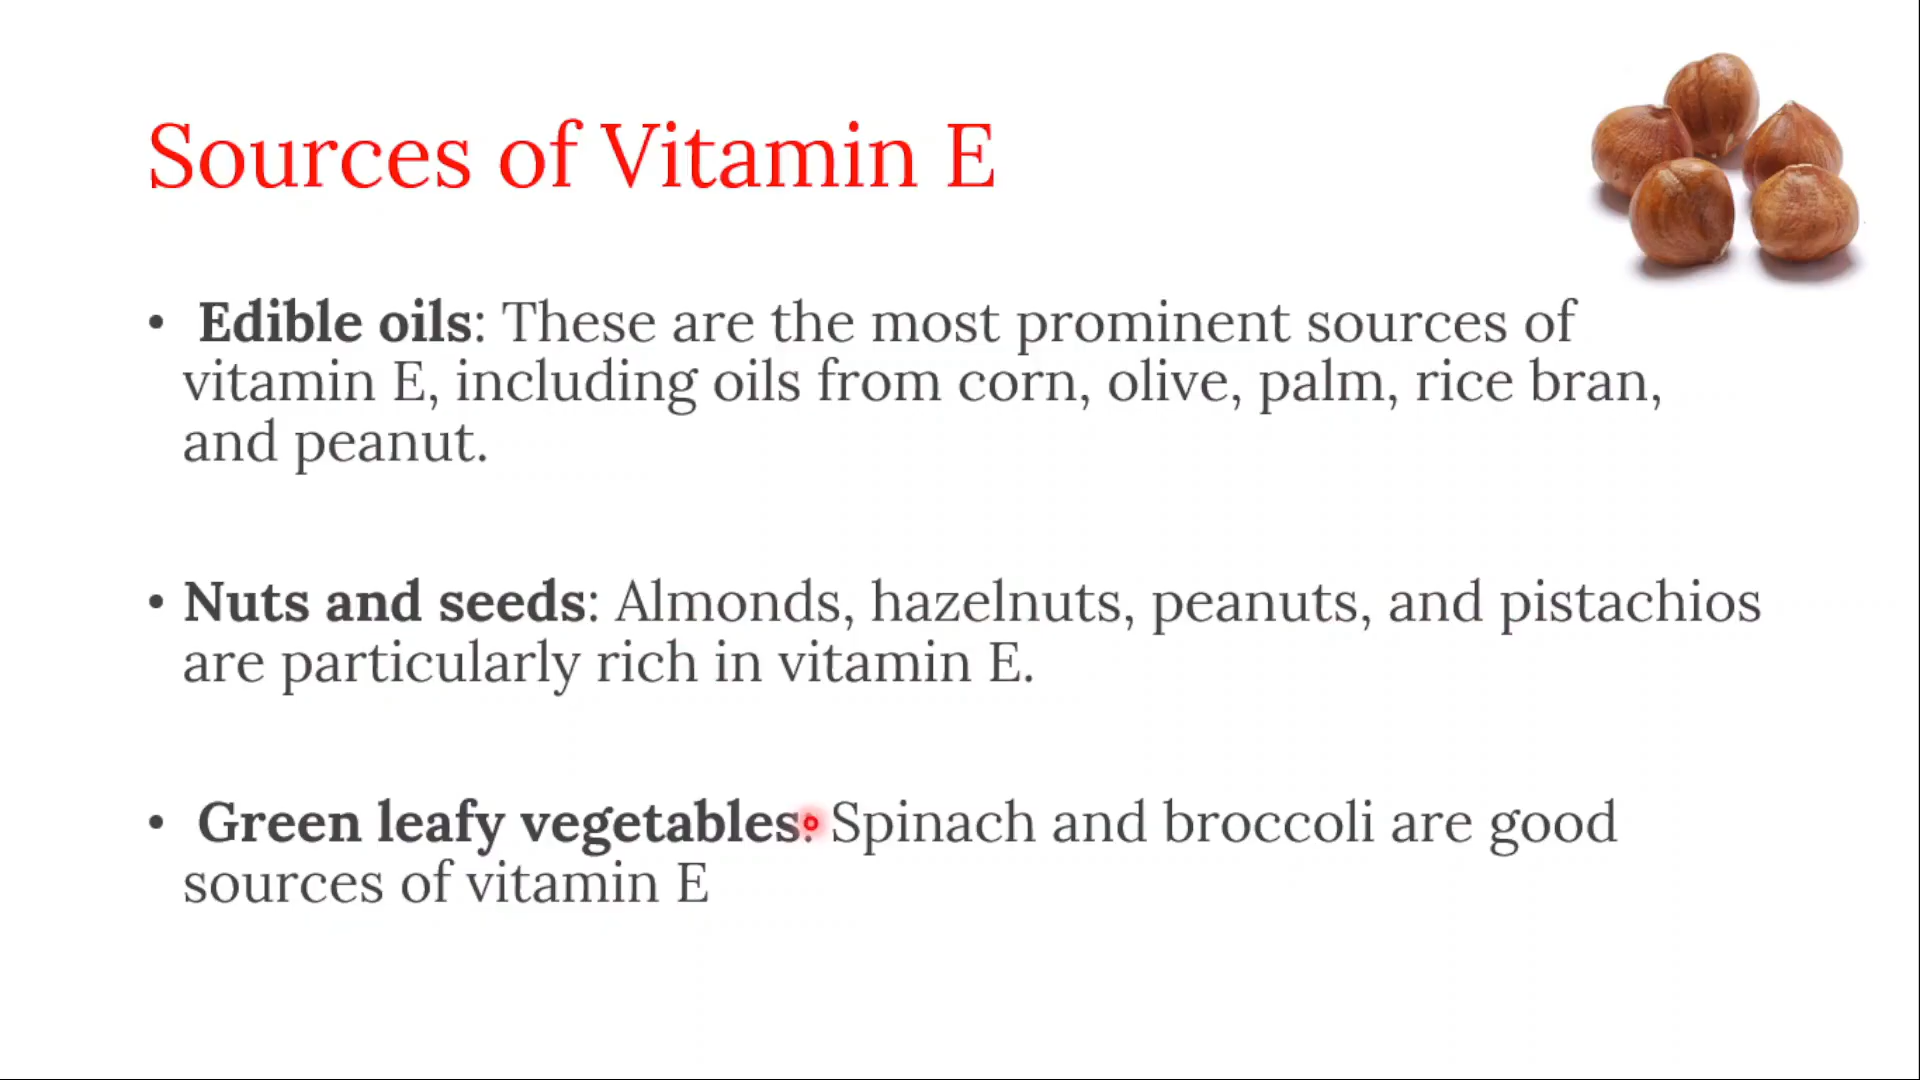 Sources of Vitamin E
• Edible oils: These are the most prominent sources of
vitamin E, including oils from corn, olive, palm, rice bran,
and peanut.
• Nuts and seeds: Almonds, hazelnuts, peanuts, and pistachios
are particularly rich in vitamin E.
• Green leafy vegetables: Spinach and broccoli are good
sources of vitamin E